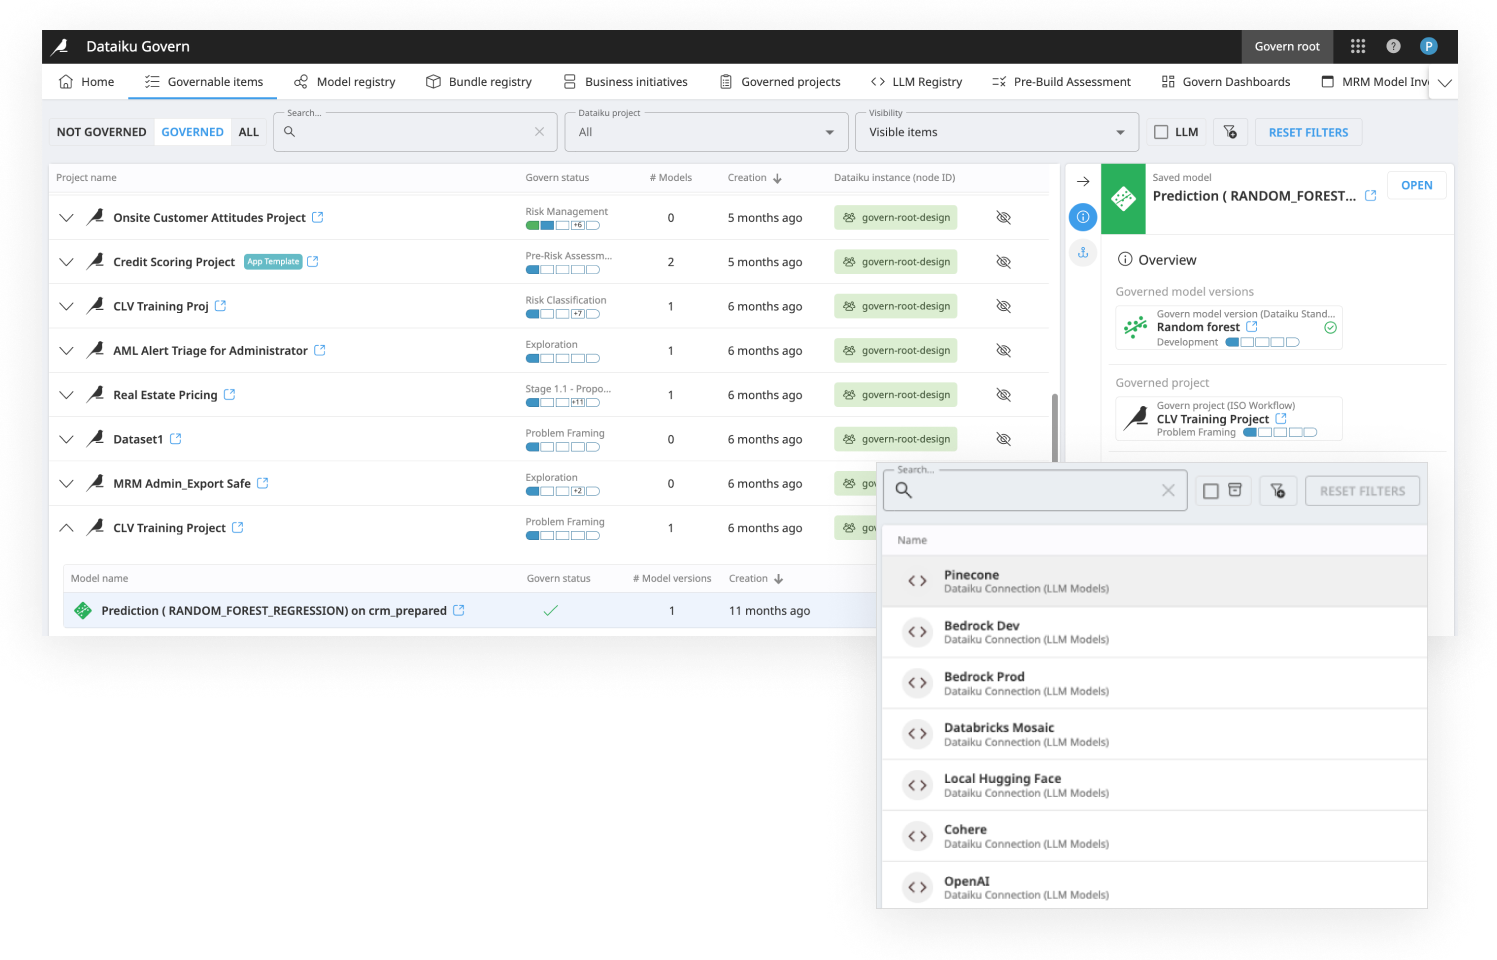 Dataiku Govern
Govern root
?
P
Home
Governable items
Model registry
Bundle registry
Business initiatives
Governed projects
LLM Registry
Pre-Build Assessment
Govern Dashboards
MRM Model Inv
NOT GOVERNED
GOVERNED
ALL
Search...
Dataiku project
All
Visibility
Visible items
LLM
RESET FILTERS
Project name
Govern status
# Models
Creation
Dataiku instance (node ID)
Onsite Customer Attitudes Project
Risk Management
+6
0
5 months ago
govern-root-design
Credit Scoring Project
App Template
Pre-Risk Assessm...
2
5 months ago
govern-root-design
CLV Training Proj
Risk Classification
+7
1
6 months ago
govern-root-design
AML Alert Triage for Administrator
Exploration
1
6 months ago
govern-root-design
Real Estate Pricing
Stage 1.1 - Propo...
+11
1
6 months ago
govern-root-design
Dataset1
Problem Framing
0
6 months ago
govern-root-design
MRM Admin_Export Safe
Exploration
+2
0
6 months ago
gov
CLV Training Project
Problem Framing
1
6 months ago
gov
Model name
Govern status
# Model versions
Creation
Prediction ( RANDOM_FOREST_REGRESSION) on crm_prepared
1
11 months ago
Saved model
Prediction ( RANDOM_FOREST...
OPEN
Overview
Governed model versions
Govern model version (Dataiku Stand...
Random forest
Development
Governed project
Govern project (ISO Workflow)
CLV Training Project
Problem Framing
Search...
RESET FILTERS
Name
Pinecone
Dataiku Connection (LLM Models)
Bedrock Dev
Dataiku Connection (LLM Models)
Bedrock Prod
Dataiku Connection (LLM Models)
Databricks Mosaic
Dataiku Connection (LLM Models)
Local Hugging Face
Dataiku Connection (LLM Models)
Cohere
Dataiku Connection (LLM Models)
OpenAI
Dataiku Connection (LLM Models)